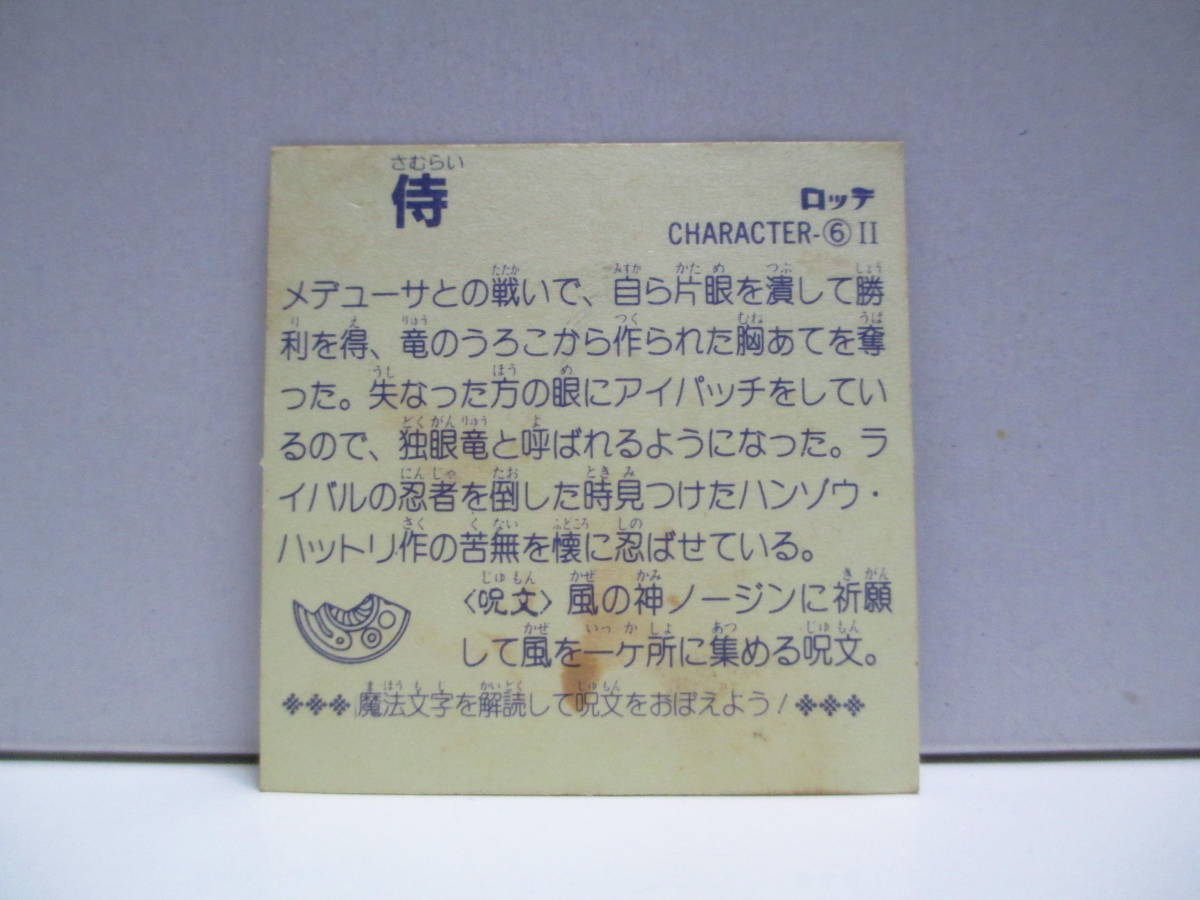 さむらい
侍
ロッテ
CHARACTER-⑥ II
メデューサとの戦いで、自ら片眼を潰して勝
利を得、竜のうろこから作られた胸あてを奪
った。失なった方の眼にアイパッチをしてい
るので、独眼竜と呼ばれるようになった。ラ
イバルの忍者を倒した時見つけたハンゾウ・
ハットリ作の苦無を懐に忍ばせている。
〈呪文〉風の神ノージンに祈願
して風を一ケ所に集める呪文。
魔法文字を解読して呪文をおぼえよう!